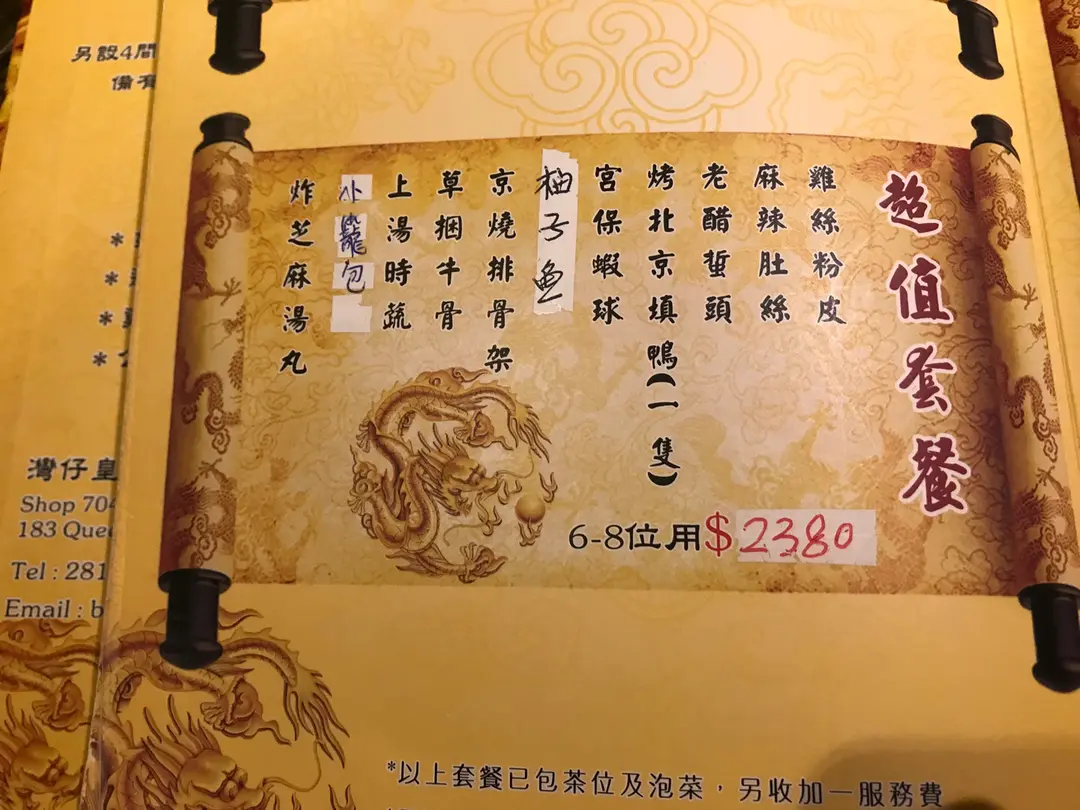 超值套餐
雞絲粉皮
麻辣肚絲
老醋蜇頭
烤北京填鴨(一隻)
宮保蝦球
柚子魚
京燒排骨架
草捆牛骨
上湯時蔬
小籠包
炸芝麻湯丸
6-8位用$2380
*以上套餐已包茶位及泡菜，另收加一服務費
另設4間
備有
*
*
*
*
灣仔皇
Shop 704
183 Quee
Tel : 281
Email : b